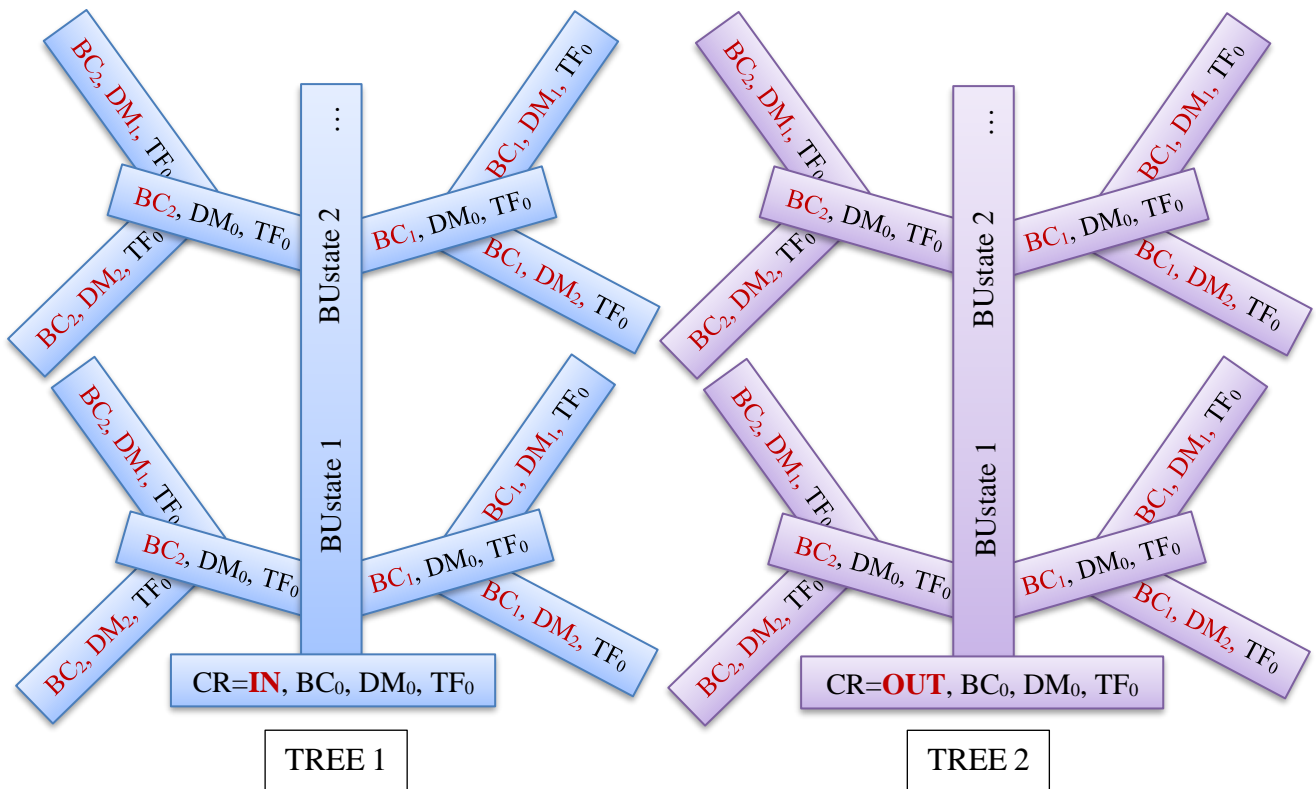 BC₂, DM₁, TF₀
BC₁, DM₁, TF₀
BC₂, DM₀, TF₀
BC₁, DM₀, TF₀
BC₂, DM₂, TF₀
BC₁, DM₂, TF₀
BUstate 2 …
BC₂, DM₁, TF₀
BC₁, DM₁, TF₀
BC₂, DM₀, TF₀
BC₁, DM₀, TF₀
BC₂, DM₂, TF₀
BC₁, DM₂, TF₀
BUstate 1
CR=IN, BC₀, DM₀, TF₀
TREE 1
BC₂, DM₁, TF₀
BC₁, DM₁, TF₀
BC₂, DM₀, TF₀
BC₁, DM₀, TF₀
BC₂, DM₂, TF₀
BC₁, DM₂, TF₀
BUstate 2 …
BC₂, DM₁, TF₀
BC₁, DM₁, TF₀
BC₂, DM₀, TF₀
BC₁, DM₀, TF₀
BC₂, DM₂, TF₀
BC₁, DM₂, TF₀
BUstate 1
CR=OUT, BC₀, DM₀, TF₀
TREE 2